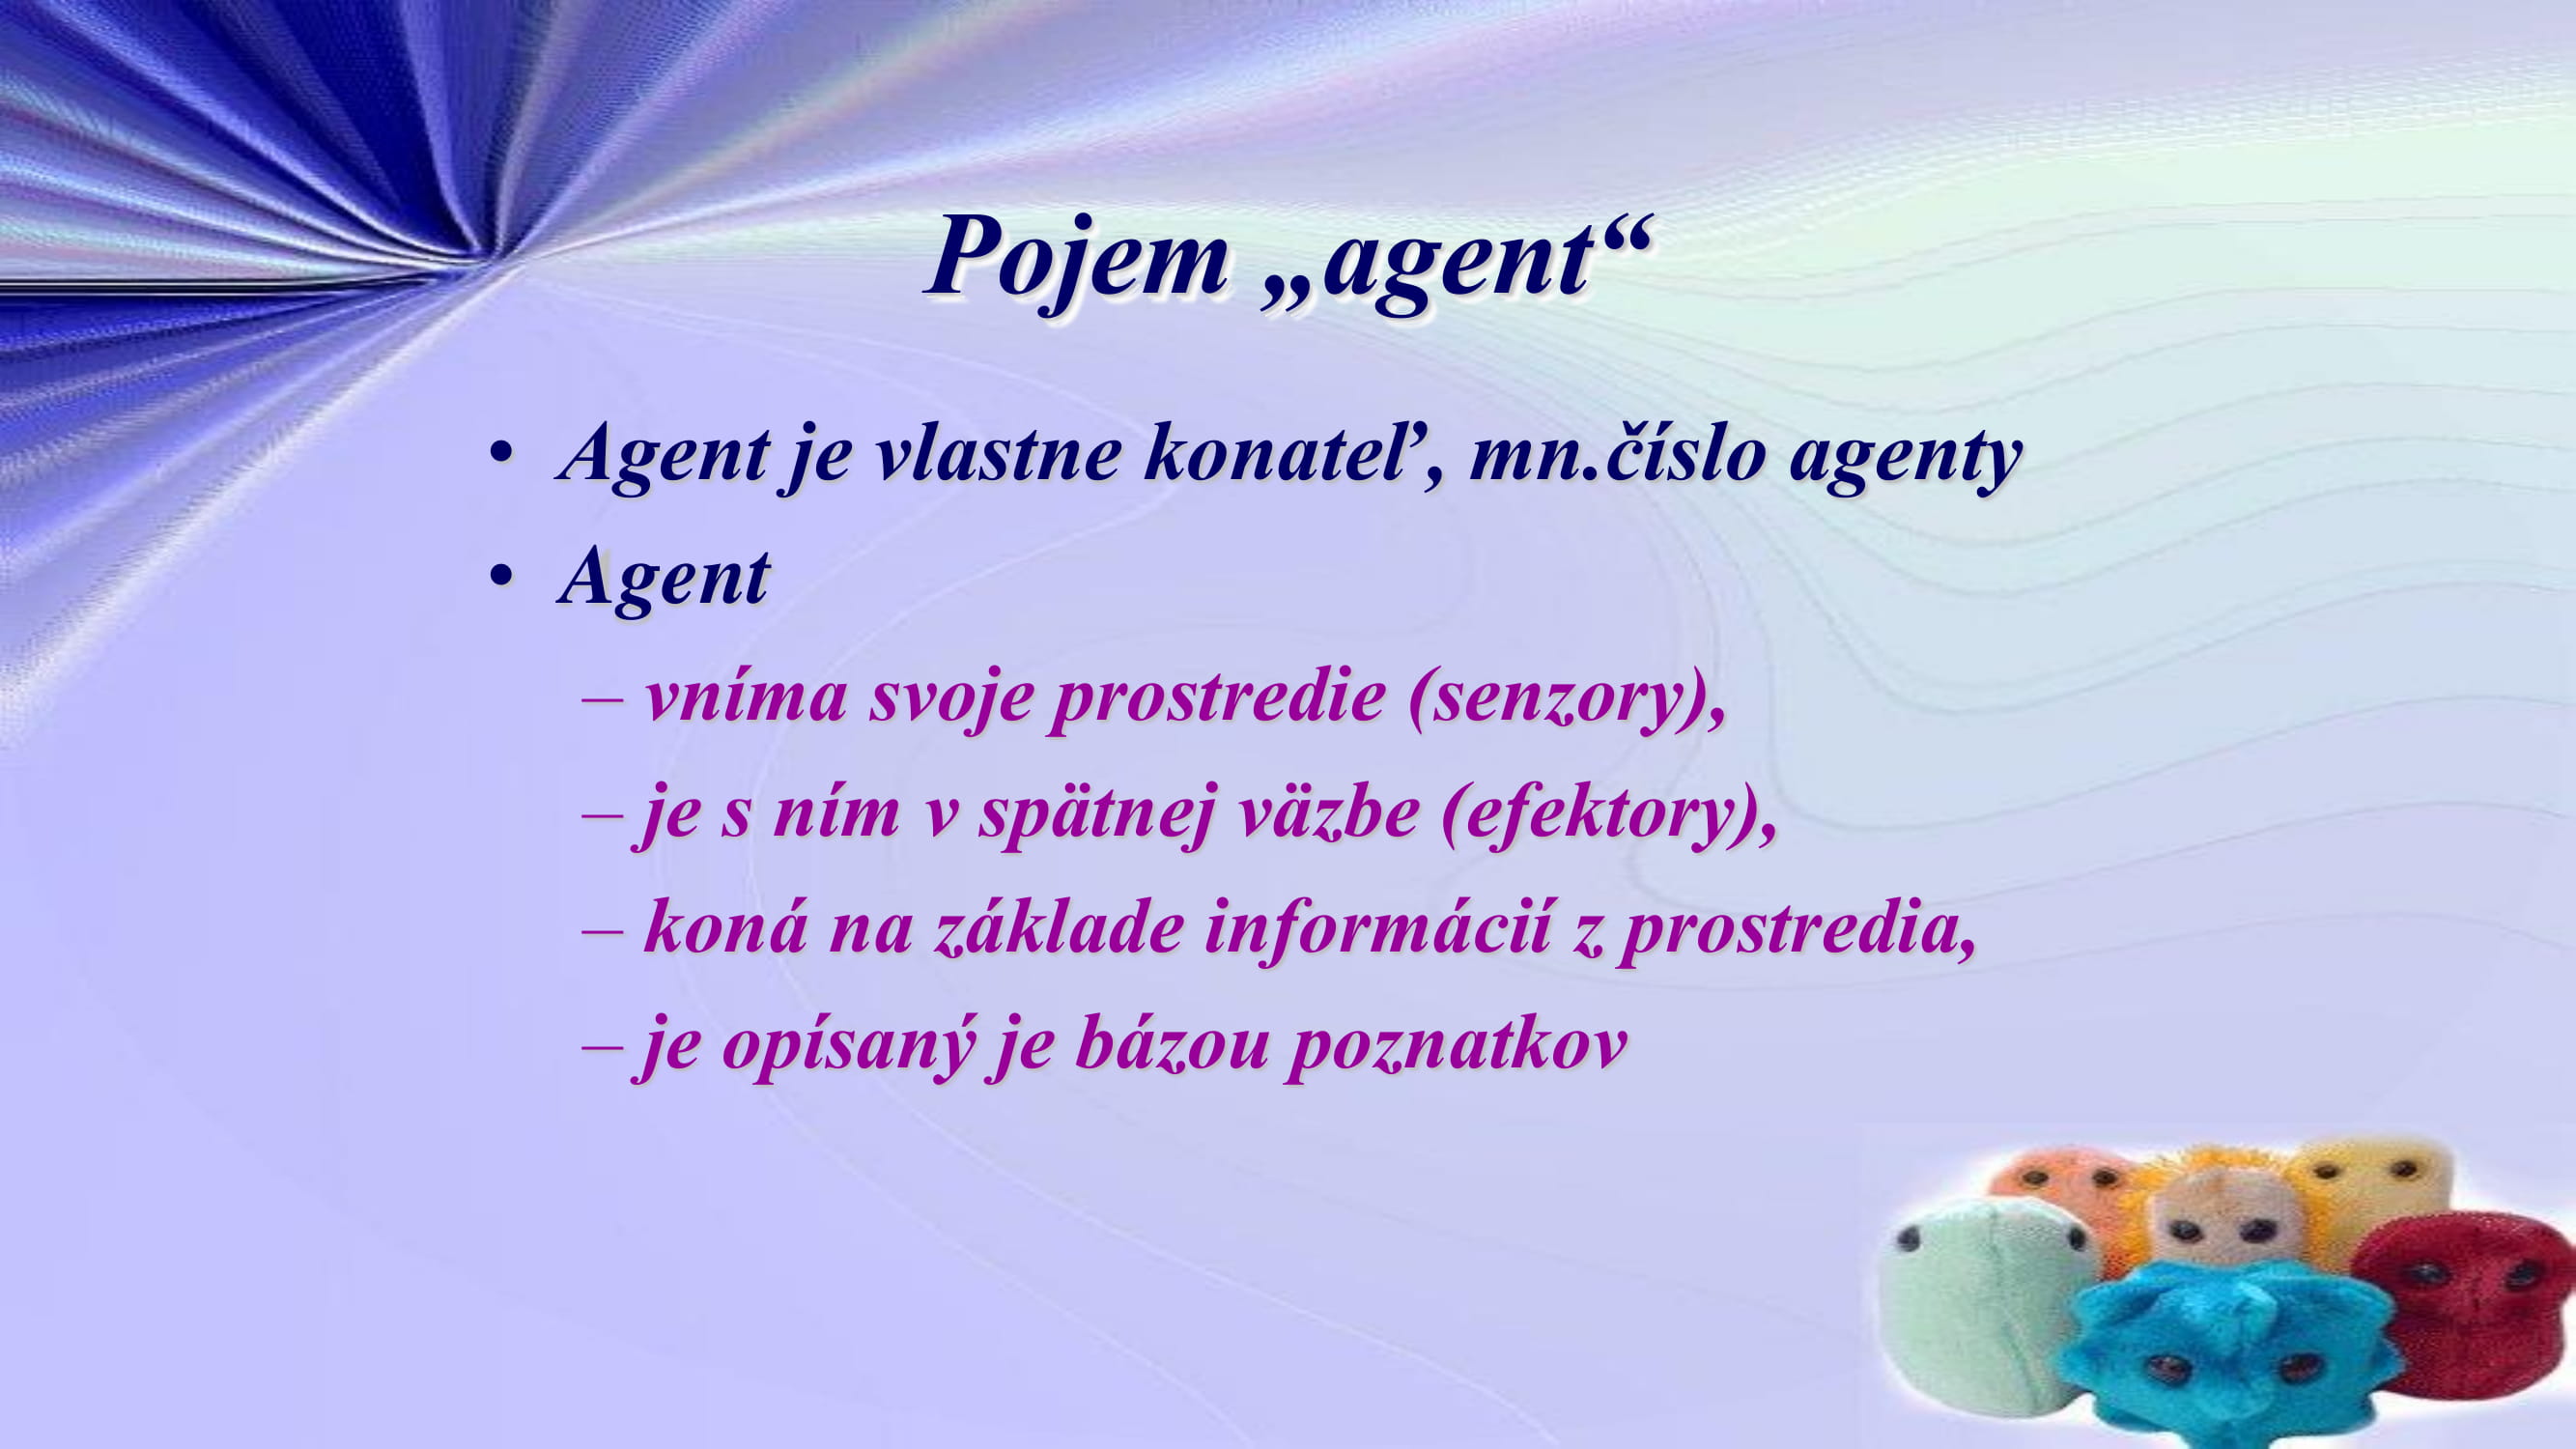 Pojem „agent“
• Agent je vlastne konateľ, mn.číslo agenty
• Agent
– vníma svoje prostredie (senzory),
– je s ním v spätnej väzbe (efektory),
– koná na základe informácií z prostredia,
– je opísaný je bázou poznatkov